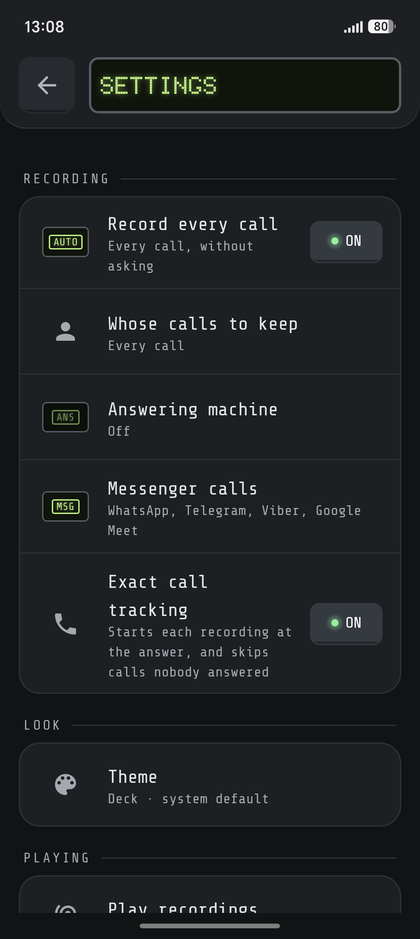 13:08
80
SETTINGS
RECORDING
AUTO
Record every call
Every call, without
asking
ON
Whose calls to keep
Every call
ANS
Answering machine
Off
MSG
Messenger calls
WhatsApp, Telegram, Viber, Google
Meet
Exact call
tracking
Starts each recording at
the answer, and skips
calls nobody answered
ON
LOOK
Theme
Deck · system default
PLAYING
Play recordings